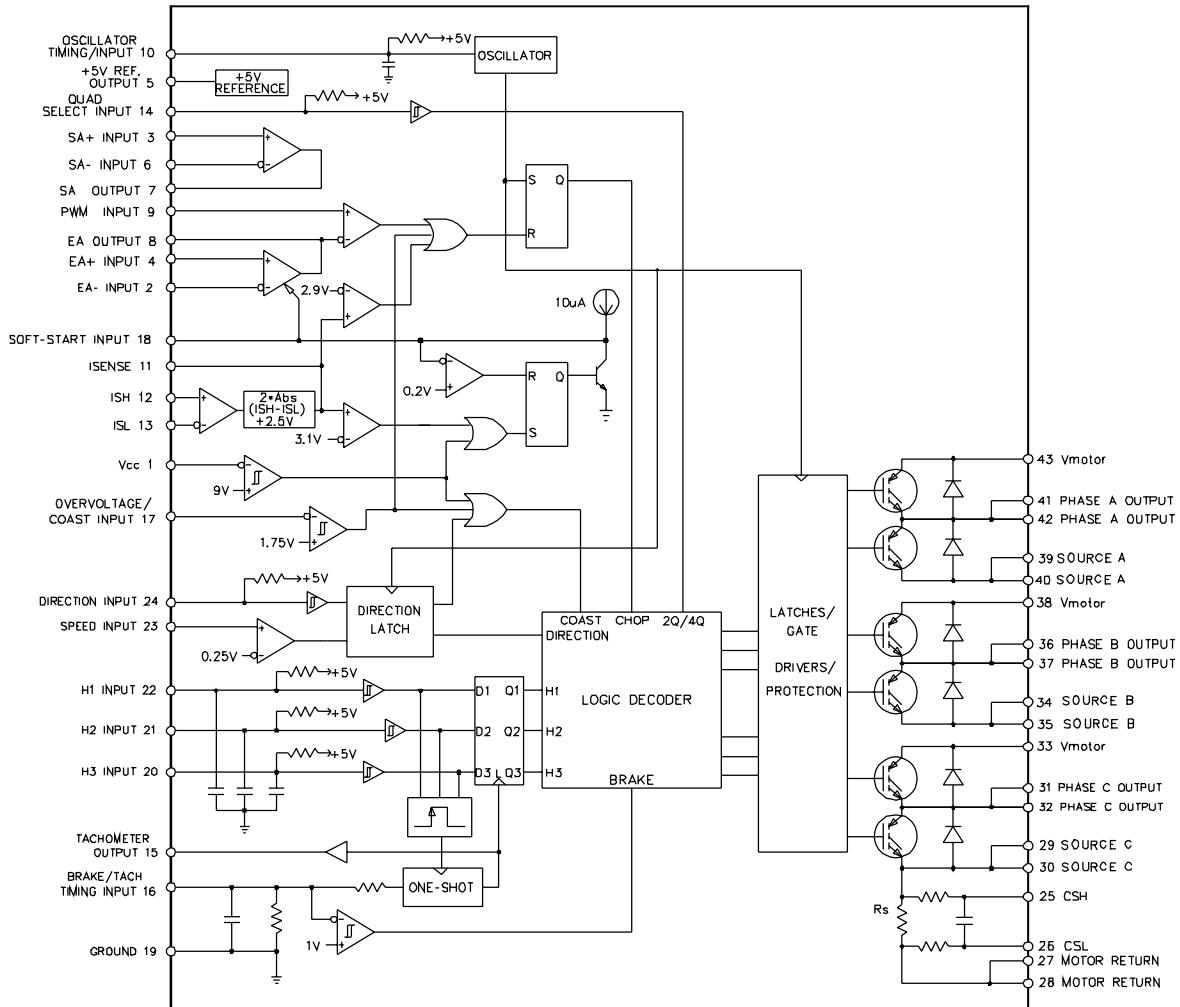 OSCILLATOR
TIMING/INPUT 10
+5V
OSCILLATOR
+5V REF.
OUTPUT 5
+5V
REFERENCE
QUAD
SELECT INPUT 14
+5V
SA+ INPUT 3
SA- INPUT 6
SA OUTPUT 7
PWM INPUT 9
EA OUTPUT 8
EA+ INPUT 4
EA- INPUT 2
+
-
+
-
+
-
2.9V
-
+
S Q
R
10uA
SOFT-START INPUT 18
ISENSE 11
ISH 12
ISL 13
+
-
2*Abs
(ISH-ISL)
+2.5V
-
+
0.2V
+
-
3.1V
R Q
S
Vcc 1
-
+
9V
OVERVOLTAGE/
COAST INPUT 17
-
+
1.75V
DIRECTION INPUT 24
+5V
SPEED INPUT 23
+
-
0.25V
DIRECTION
LATCH
COAST CHOP 2Q/4Q
DIRECTION
LOGIC DECODER
H1
H2
H3
BRAKE
H1 INPUT 22
+5V
H2 INPUT 21
+5V
H3 INPUT 20
+5V
D1 Q1
D2 Q2
D3 L Q3
TACHOMETER
OUTPUT 15
BRAKE/TACH
TIMING INPUT 16
ONE-SHOT
-
+
1V
GROUND 19
LATCHES/
GATE
DRIVERS/
PROTECTION
43 Vmotor
41 PHASE A OUTPUT
42 PHASE A OUTPUT
39 SOURCE A
40 SOURCE A
38 Vmotor
36 PHASE B OUTPUT
37 PHASE B OUTPUT
34 SOURCE B
35 SOURCE B
33 Vmotor
31 PHASE C OUTPUT
32 PHASE C OUTPUT
29 SOURCE C
30 SOURCE C
Rs
25 CSH
26 CSL
27 MOTOR RETURN
28 MOTOR RETURN